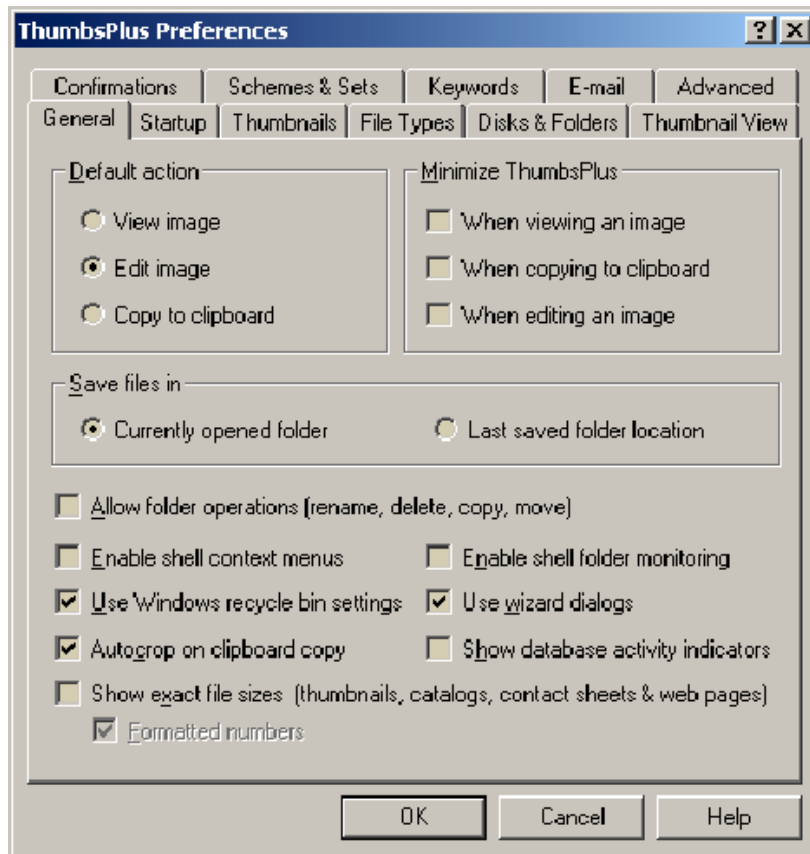 ThumbsPlus Preferences
Confirmations Schemes & Sets Keywords E-mail Advanced
General Startup Thumbnails File Types Disks & Folders Thumbnail View
Default action
View image
Edit image
Copy to clipboard
Minimize ThumbsPlus
When viewing an image
When copying to clipboard
When editing an image
Save files in
Currently opened folder Last saved folder location
Allow folder operations (rename, delete, copy, move)
Enable shell context menus Enable shell folder monitoring
Use Windows recycle bin settings Use wizard dialogs
Autocrop on clipboard copy Show database activity indicators
Show exact file sizes (thumbnails, catalogs, contact sheets & web pages)
Formatted numbers
OK Cancel Help